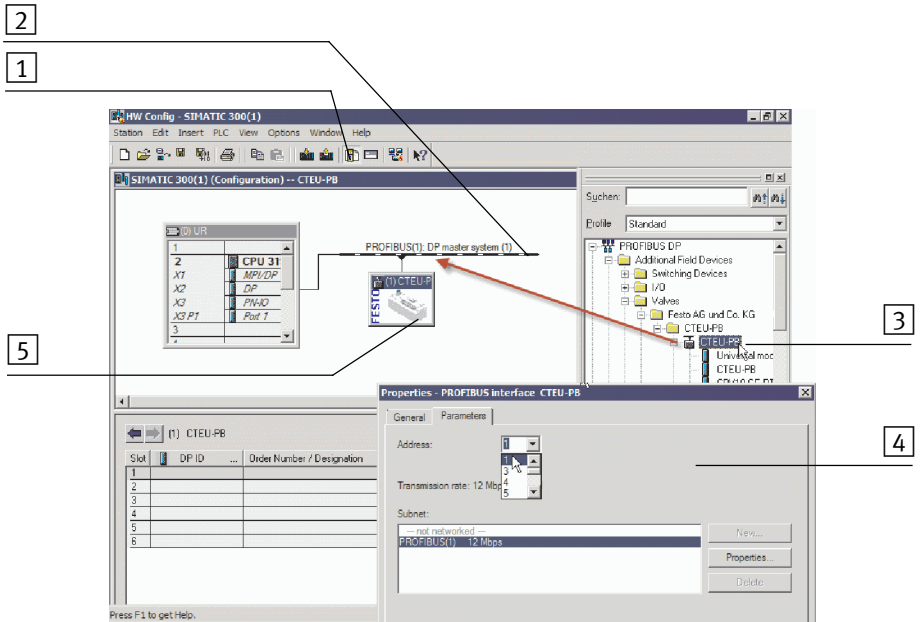 2
1
HW Config - SIMATIC 300(1)
Station Edit Insert PLC View Options Window Help
SIMATIC 300(1) (Configuration) -- CTEU-PB
Suchen:
Profile Standard
(0) UR
1
2 CPU 31
X1 MPI/DP
X2 DP
X3 PN-IO
X3 P1 Port 1
3
PROFIBUS(1): DP master system (1)
(1) CTEU-P
FESTO
PROFIBUS DP
Additional Field Devices
Switching Devices
I/O
Valves
Festo AG und Co. KG
CTEU-PB
CTEU-PB
Universal mod
CTEU-PB
3
5
Properties - PROFIBUS interface CTEU-PB
General Parameters
Address: 1
1
3
4
5
Transmission rate: 12 Mbp
Subnet:
--- not networked ---
PROFIBUS(1) 12 Mbps
New...
Properties...
Delete
4
(1) CTEU-PB
Slot DP ID ... Order Number / Designation
1
2
3
4
5
6
Press F1 to get Help.